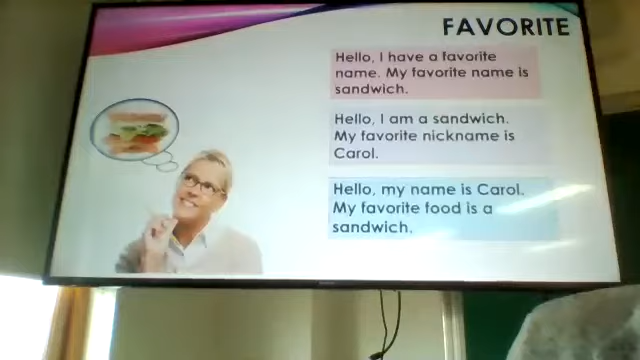 FAVORITE
Hello, I have a favorite
name. My favorite name is
sandwich.
Hello, I am a sandwich.
My favorite nickname is
Carol.
Hello, my name is Carol.
My favorite food is a
sandwich.